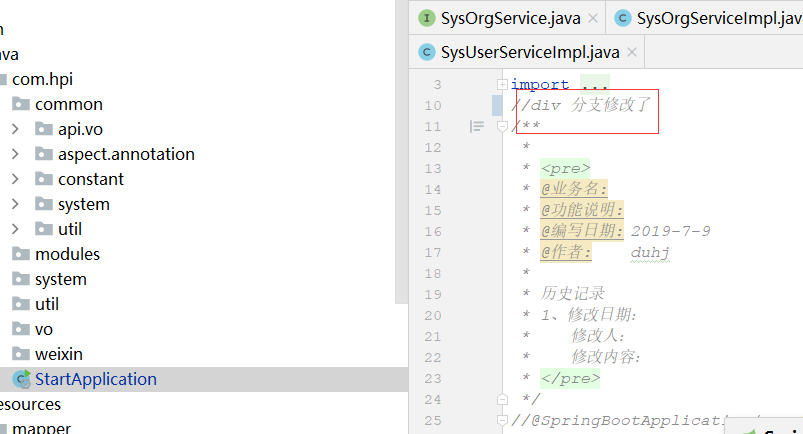 java
com.hpi
common
api.vo
aspect.annotation
constant
system
util
modules
system
util
vo
weixin
StartApplication
esources
mapper
SysOrgService.java
SysOrgServiceImpl.java
SysUserServiceImpl.java
3 import ...
10 //div 分支修改了
11 /**
12 *
13 * <pre>
14 * @业务名:
15 * @功能说明:
16 * @编写日期: 2019-7-9
17 * @作者: duhj
18 *
19 * 历史记录
20 * 1、修改日期:
21 * 修改人:
22 * 修改内容:
23 * </pre>
24 */
25 //@SpringBootApplication